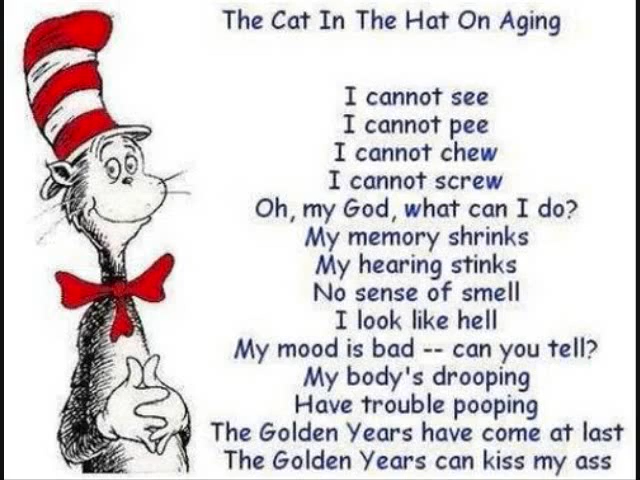 The Cat In The Hat On Aging
I cannot see
I cannot pee
I cannot chew
I cannot screw
Oh, my God, what can I do?
My memory shrinks
My hearing stinks
No sense of smell
I look like hell
My mood is bad -- can you tell?
My body's drooping
Have trouble pooping
The Golden Years have come at last
The Golden Years can kiss my ass